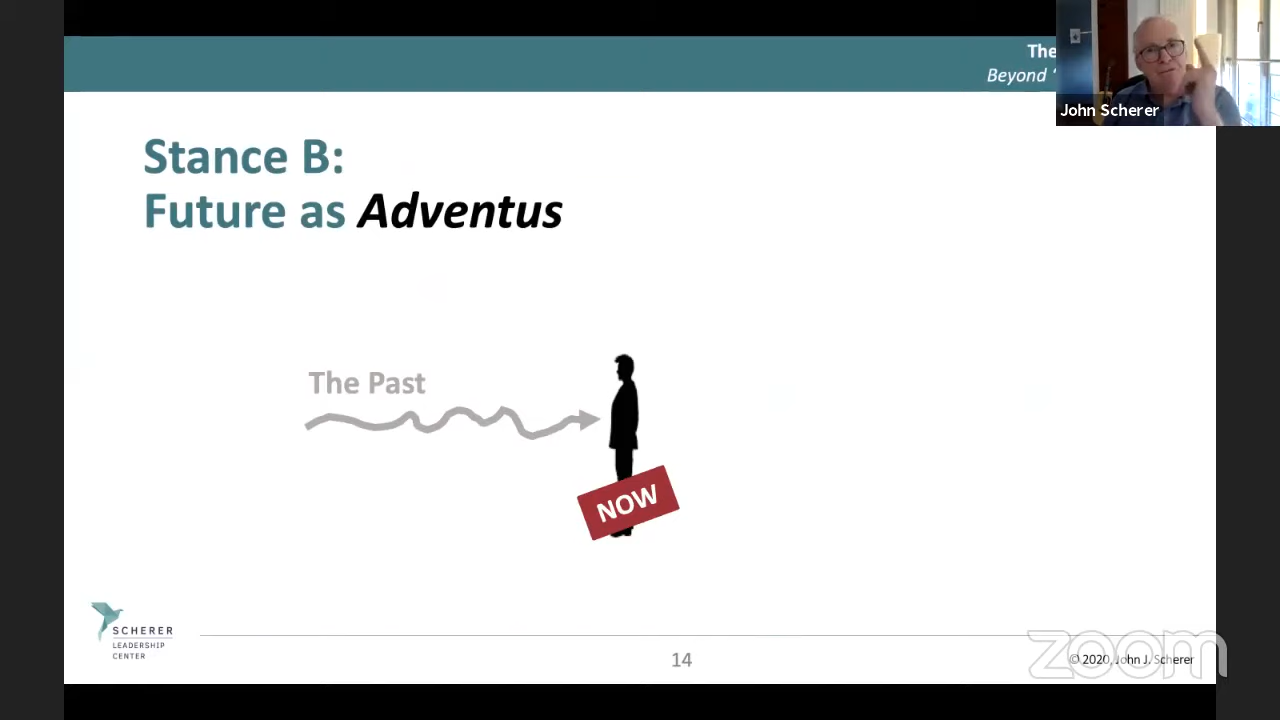 The
Beyond "
John Scherer
Stance B:
Future as Adventus
The Past
NOW
SCHERER
LEADERSHIP
CENTER
14
© 2020, John J. Scherer
zoom